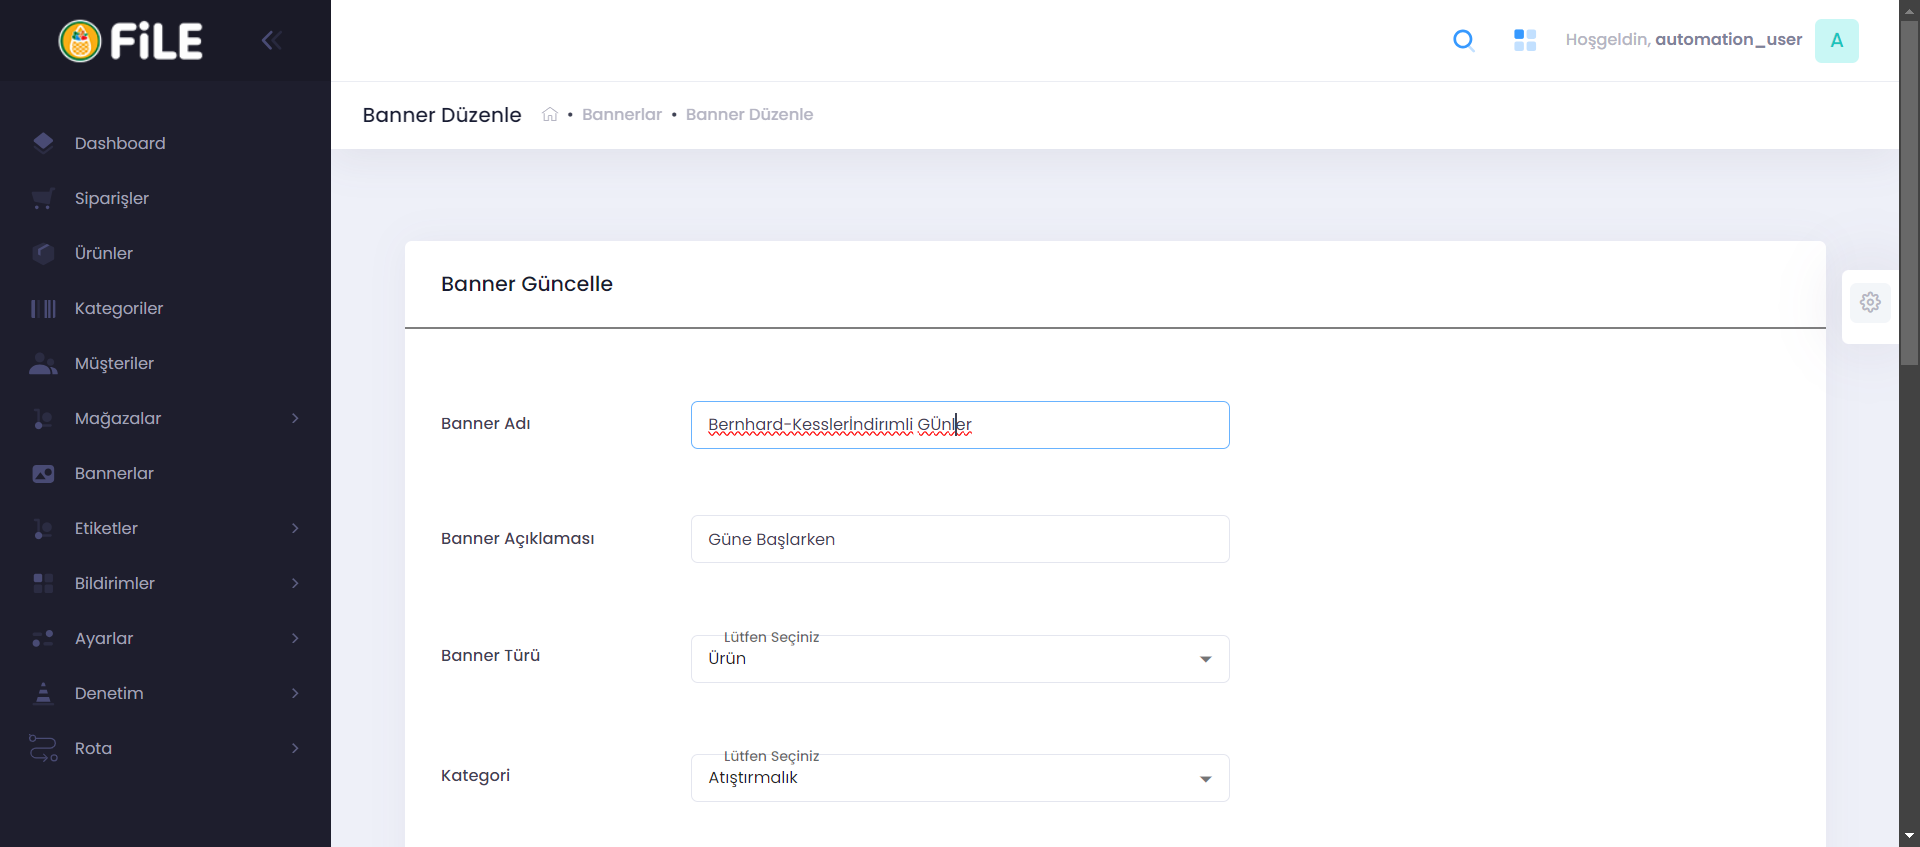 FiLE
Hoşgeldin, automation_user
A
Banner Düzenle • Bannerlar • Banner Düzenle
Dashboard
Siparişler
Ürünler
Kategoriler
Müşteriler
Mağazalar
Bannerlar
Etiketler
Bildirimler
Ayarlar
Denetim
Rota
Banner Güncelle
Banner Adı
Bernhard-Kesslerİndirımli GÜnler
Banner Açıklaması
Güne Başlarken
Banner Türü
Lütfen Seçiniz
Ürün
Kategori
Lütfen Seçiniz
Atıştırmalık